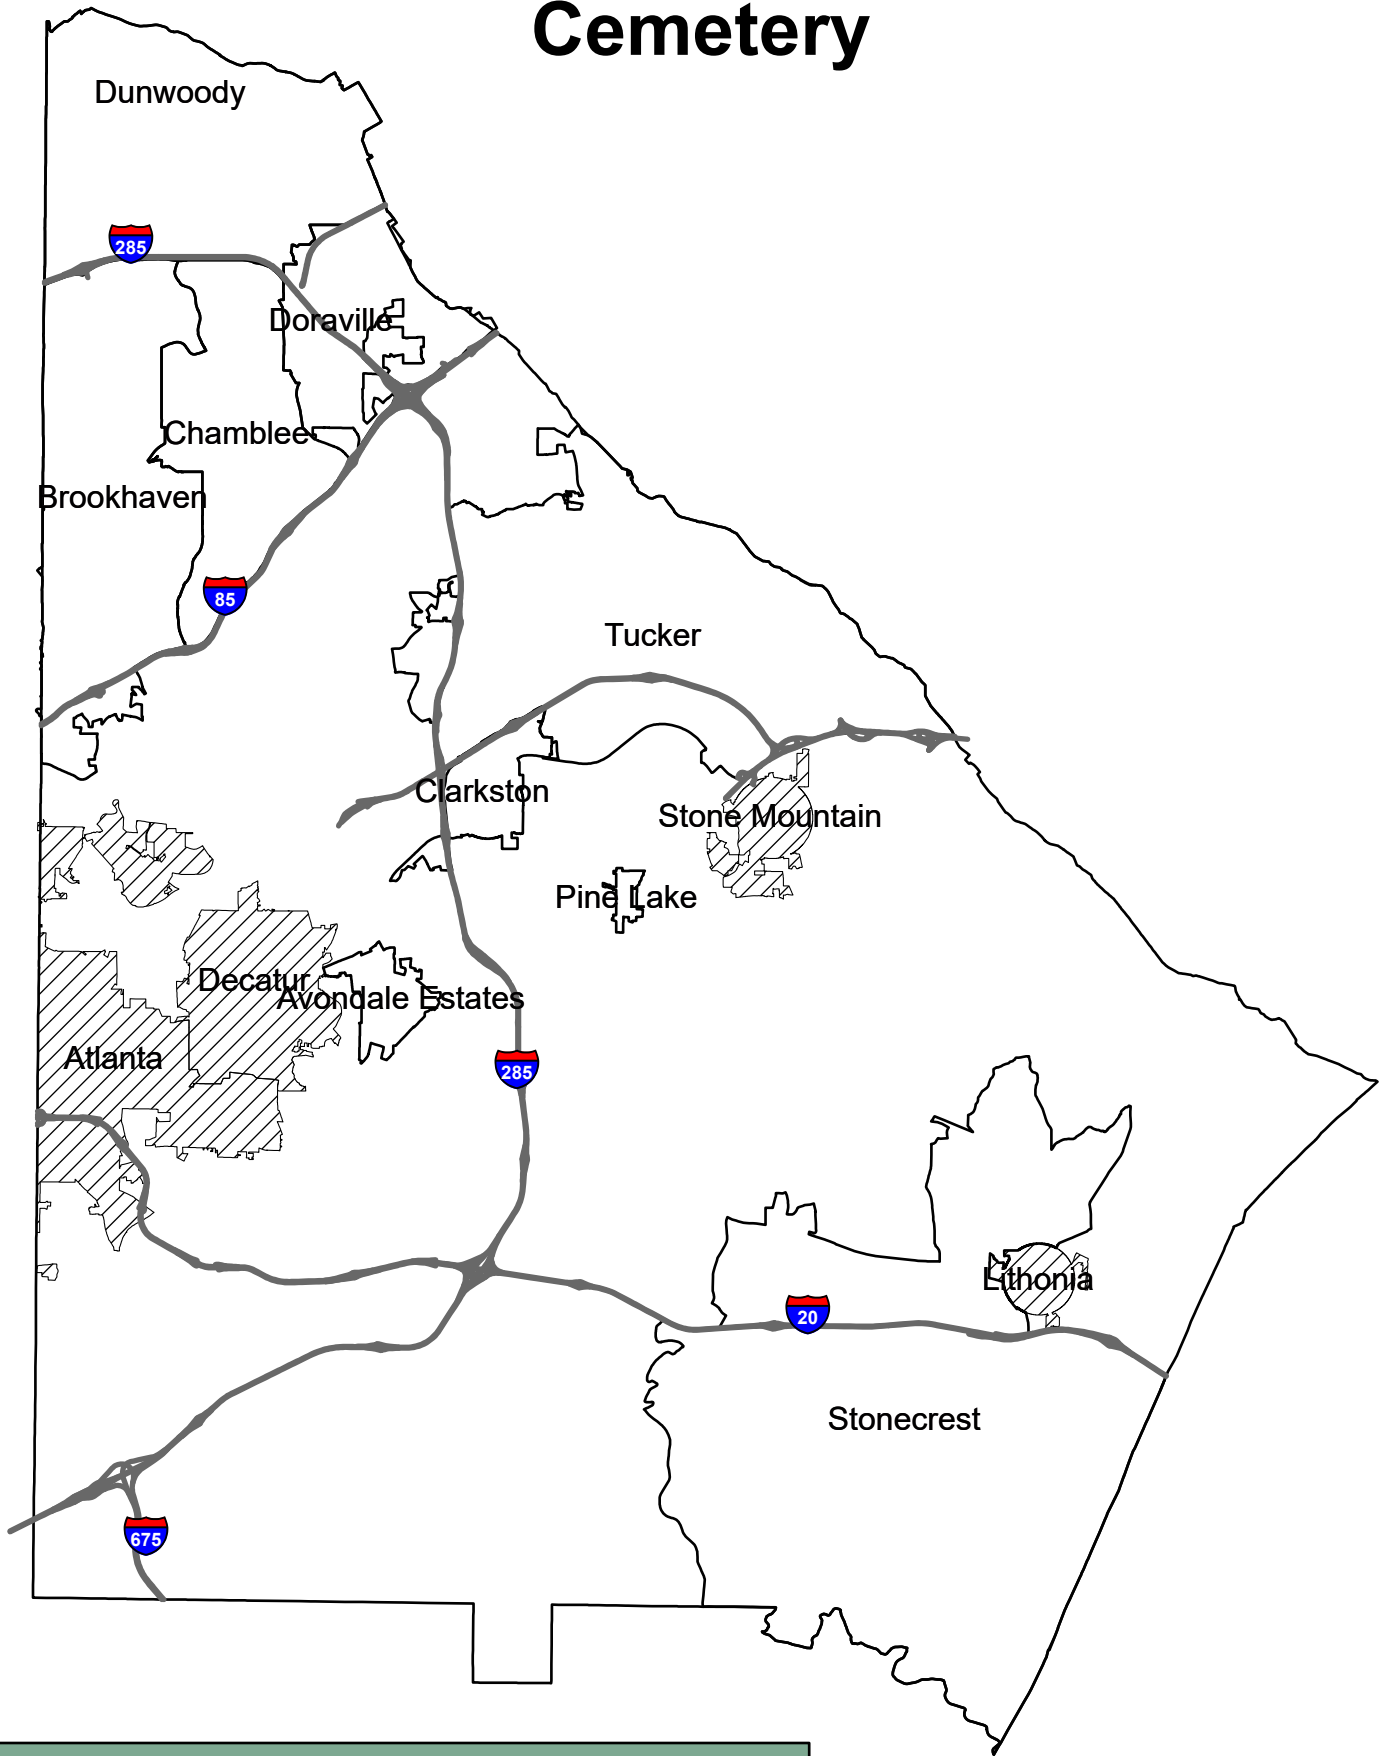 Cemetery
Dunwoody
285
Doraville
Chamblee
Brookhaven
85
Tucker
Clarkston
Stone Mountain
Pine Lake
Decatur
Avondale Estates
Atlanta
285
Lithonia
20
Stonecrest
675